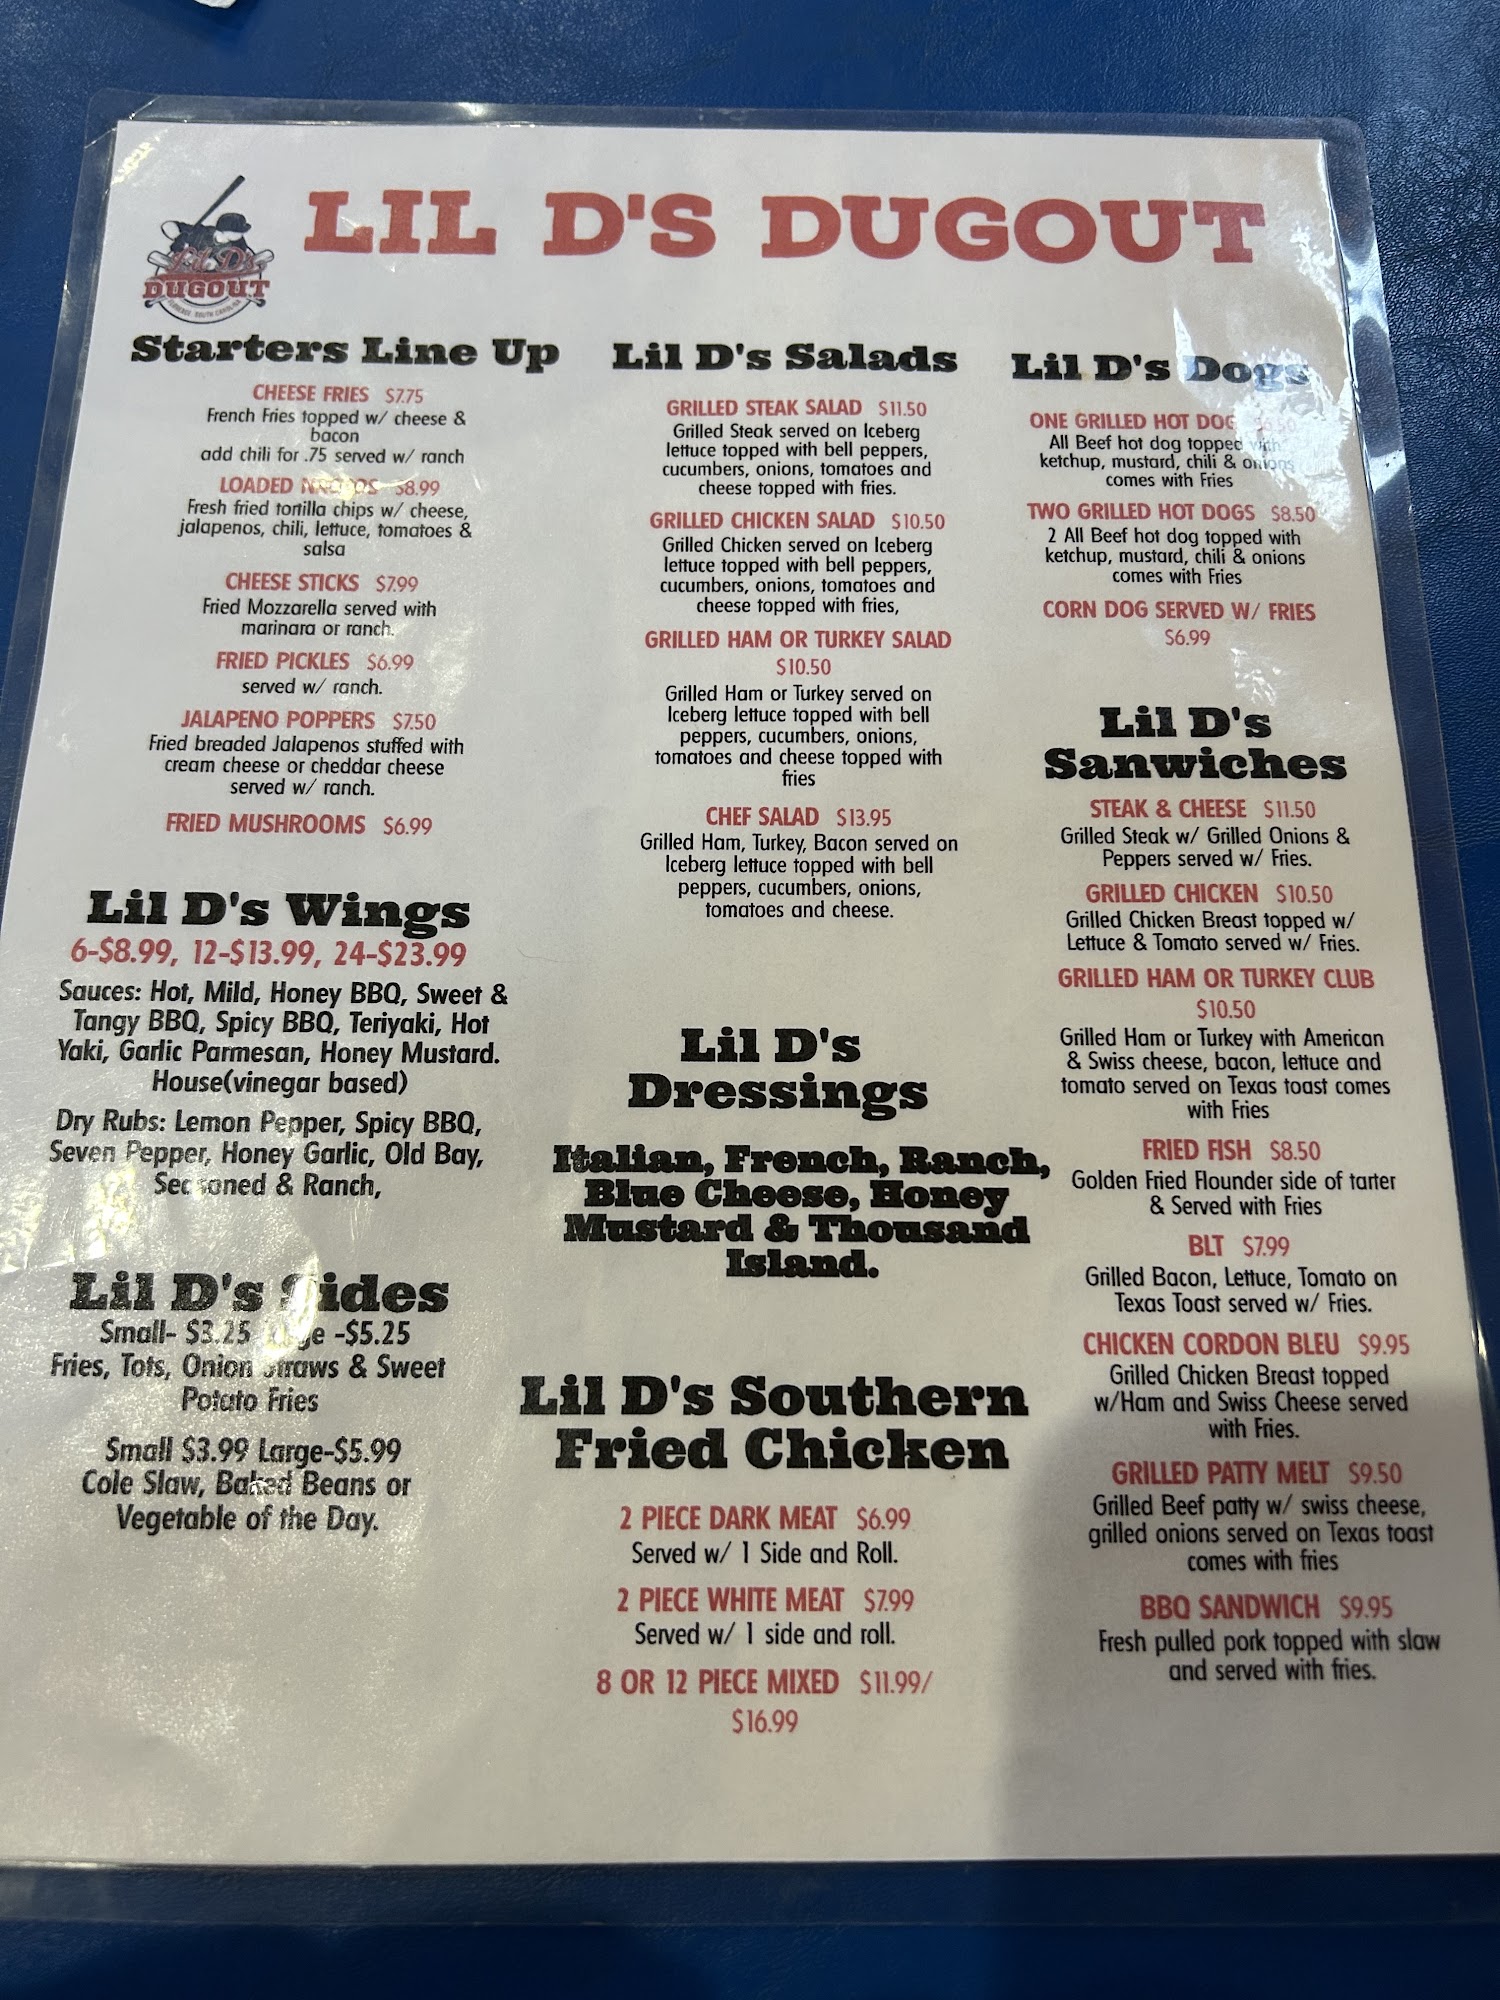 LIL D'S DUGOUT
Lil D's
DUGOUT
Starters Line Up
CHEESE FRIES $7.75
French Fries topped w/ cheese &
bacon
add chili for .75 served w/ ranch
LOADED $8.99
Fresh fried tortilla chips w/ cheese,
jalapenos, chili, lettuce, tomatoes &
salsa
CHEESE STICKS $7.99
Fried Mozzarella served with
marinara or ranch.
FRIED PICKLES $6.99
served w/ ranch.
JALAPENO POPPERS $7.50
Fried breaded Jalapenos stuffed with
cream cheese or cheddar cheese
served w/ ranch.
FRIED MUSHROOMS $6.99
Lil D's Wings
6-$8.99, 12-$13.99, 24-$23.99
Sauces: Hot, Mild, Honey BBQ, Sweet &
Tangy BBQ, Spicy BBQ, Teriyaki, Hot
Yaki, Garlic Parmesan, Honey Mustard.
House(vinegar based)
Dry Rubs: Lemon Pepper, Spicy BBQ,
Seven Pepper, Honey Garlic, Old Bay,
Seasoned & Ranch,
Lil D's Sides
Small- $3.25 Large -$5.25
Fries, Tots, Onion Straws & Sweet
Potato Fries
Small $3.99 Large-$5.99
Cole Slaw, Baked Beans or
Vegetable of the Day.
Lil D's Salads
GRILLED STEAK SALAD $11.50
Grilled Steak served on Iceberg
lettuce topped with bell peppers,
cucumbers, onions, tomatoes and
cheese topped with fries.
GRILLED CHICKEN SALAD $10.50
Grilled Chicken served on Iceberg
lettuce topped with bell peppers,
cucumbers, onions, tomatoes and
cheese topped with fries,
GRILLED HAM OR TURKEY SALAD
$10.50
Grilled Ham or Turkey served on
Iceberg lettuce topped with bell
peppers, cucumbers, onions,
tomatoes and cheese topped with
fries
CHEF SALAD $13.95
Grilled Ham, Turkey, Bacon served on
Iceberg lettuce topped with bell
peppers, cucumbers, onions,
tomatoes and cheese.
Lil D's
Dressings
Italian, French, Ranch,
Blue Cheese, Honey
Mustard & Thousand
Island.
Lil D's Southern
Fried Chicken
2 PIECE DARK MEAT $6.99
Served w/ 1 Side and Roll.
2 PIECE WHITE MEAT $7.99
Served w/ 1 side and roll.
8 OR 12 PIECE MIXED $11.99/
$16.99
Lil D's Dogs
ONE GRILLED HOT DOG
All Beef hot dog topped with
ketchup, mustard, chili & onions
comes with Fries
TWO GRILLED HOT DOGS $8.50
2 All Beef hot dog topped with
ketchup, mustard, chili & onions
comes with Fries
CORN DOG SERVED W/ FRIES
$6.99
Lil D's
Sanwiches
STEAK & CHEESE $11.50
Grilled Steak w/ Grilled Onions &
Peppers served w/ Fries.
GRILLED CHICKEN $10.50
Grilled Chicken Breast topped w/
Lettuce & Tomato served w/ Fries.
GRILLED HAM OR TURKEY CLUB
$10.50
Grilled Ham or Turkey with American
& Swiss cheese, bacon, lettuce and
tomato served on Texas toast comes
with Fries
FRIED FISH $8.50
Golden Fried Flounder side of tarter
& Served with Fries
BLT $7.99
Grilled Bacon, Lettuce, Tomato on
Texas Toast served w/ Fries.
CHICKEN CORDON BLEU $9.95
Grilled Chicken Breast topped
w/Ham and Swiss Cheese served
with Fries.
GRILLED PATTY MELT $9.50
Grilled Beef patty w/ swiss cheese,
grilled onions served on Texas toast
comes with fries
BBQ SANDWICH $9.95
Fresh pulled pork topped with slaw
and served with fries.